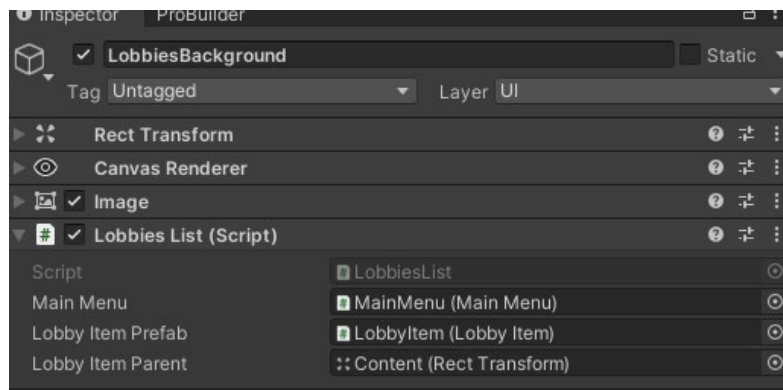 Inspector ProBuilder
LobbiesBackground Static
Tag Untagged Layer UI
Rect Transform
Canvas Renderer
Image
# Lobbies List (Script)
Script LobbiesList
Main Menu MainMenu (Main Menu)
Lobby Item Prefab LobbyItem (Lobby Item)
Lobby Item Parent Content (Rect Transform)